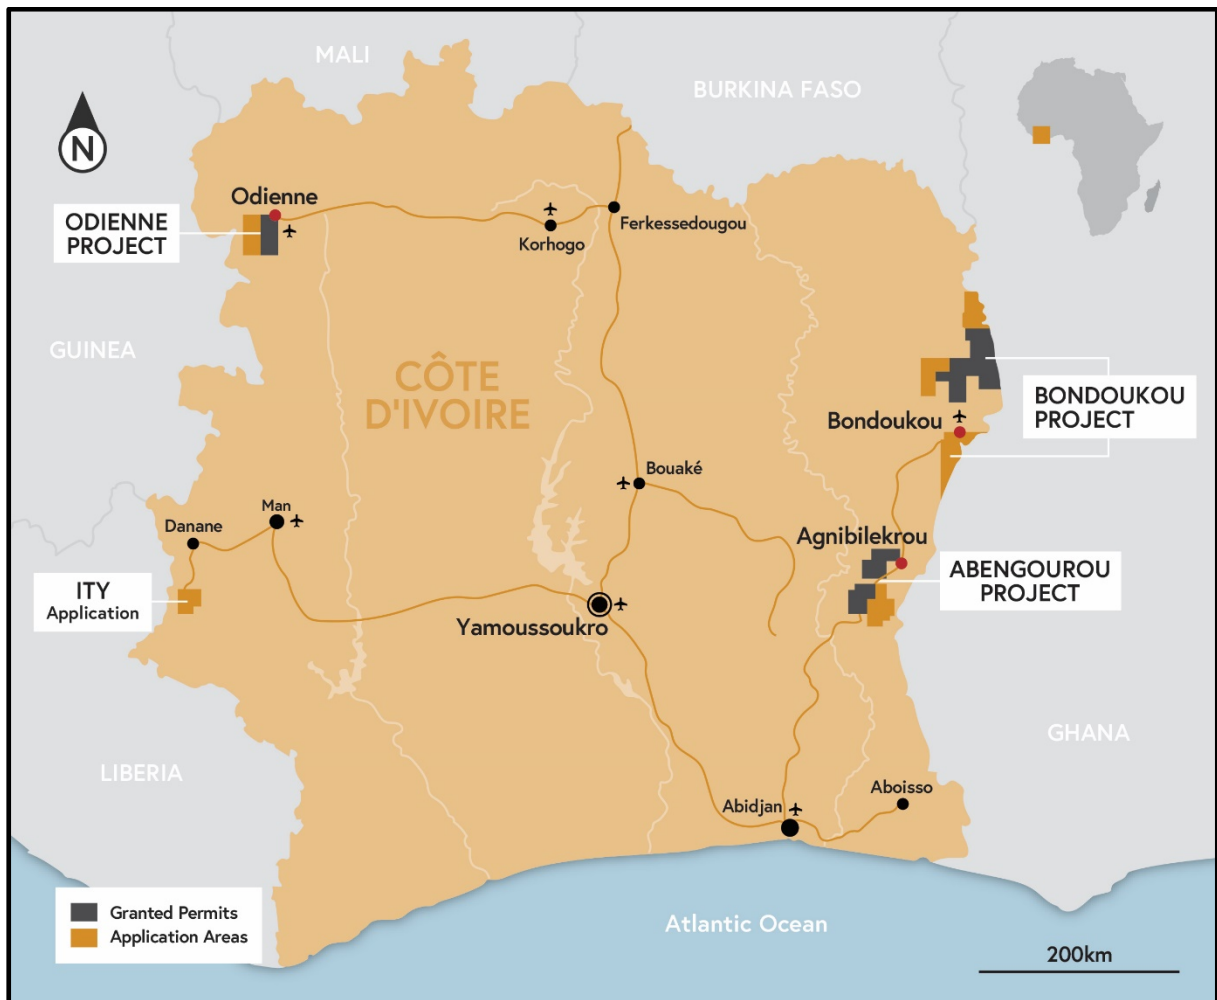 MALI
BURKINA FASO
N
Odienne
ODIENNE
PROJECT
Korhogo
Ferkessedougou
GUINEA
CÔTE
D'IVOIRE
BONDOUKOU
PROJECT
Bondoukou
Bouaké
Man
Danane
Agnibilekrou
ABENGOUROU
PROJECT
ITY
Application
Yamoussoukro
GHANA
LIBERIA
Abidjan
Aboisso
Granted Permits
Application Areas
Atlantic Ocean
200km